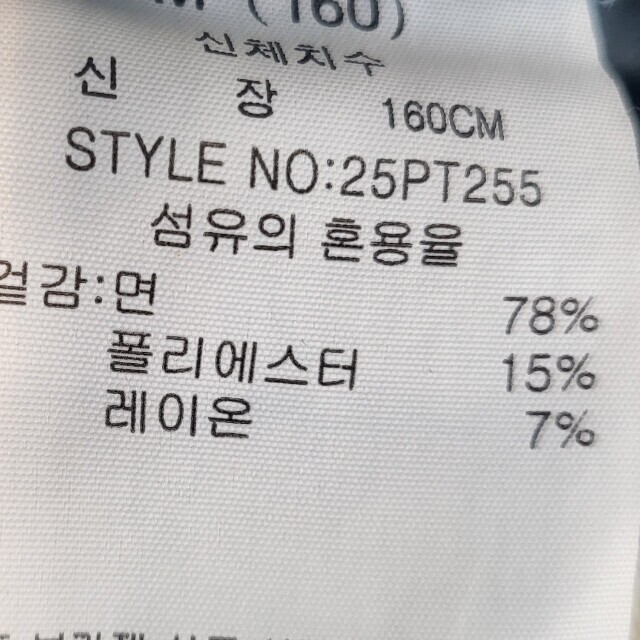 M (160)
신체치수
신 장 160CM
STYLE NO:25PT255
섬유의 혼용율
겉감:면 78%
폴리에스터 15%
레이온 7%